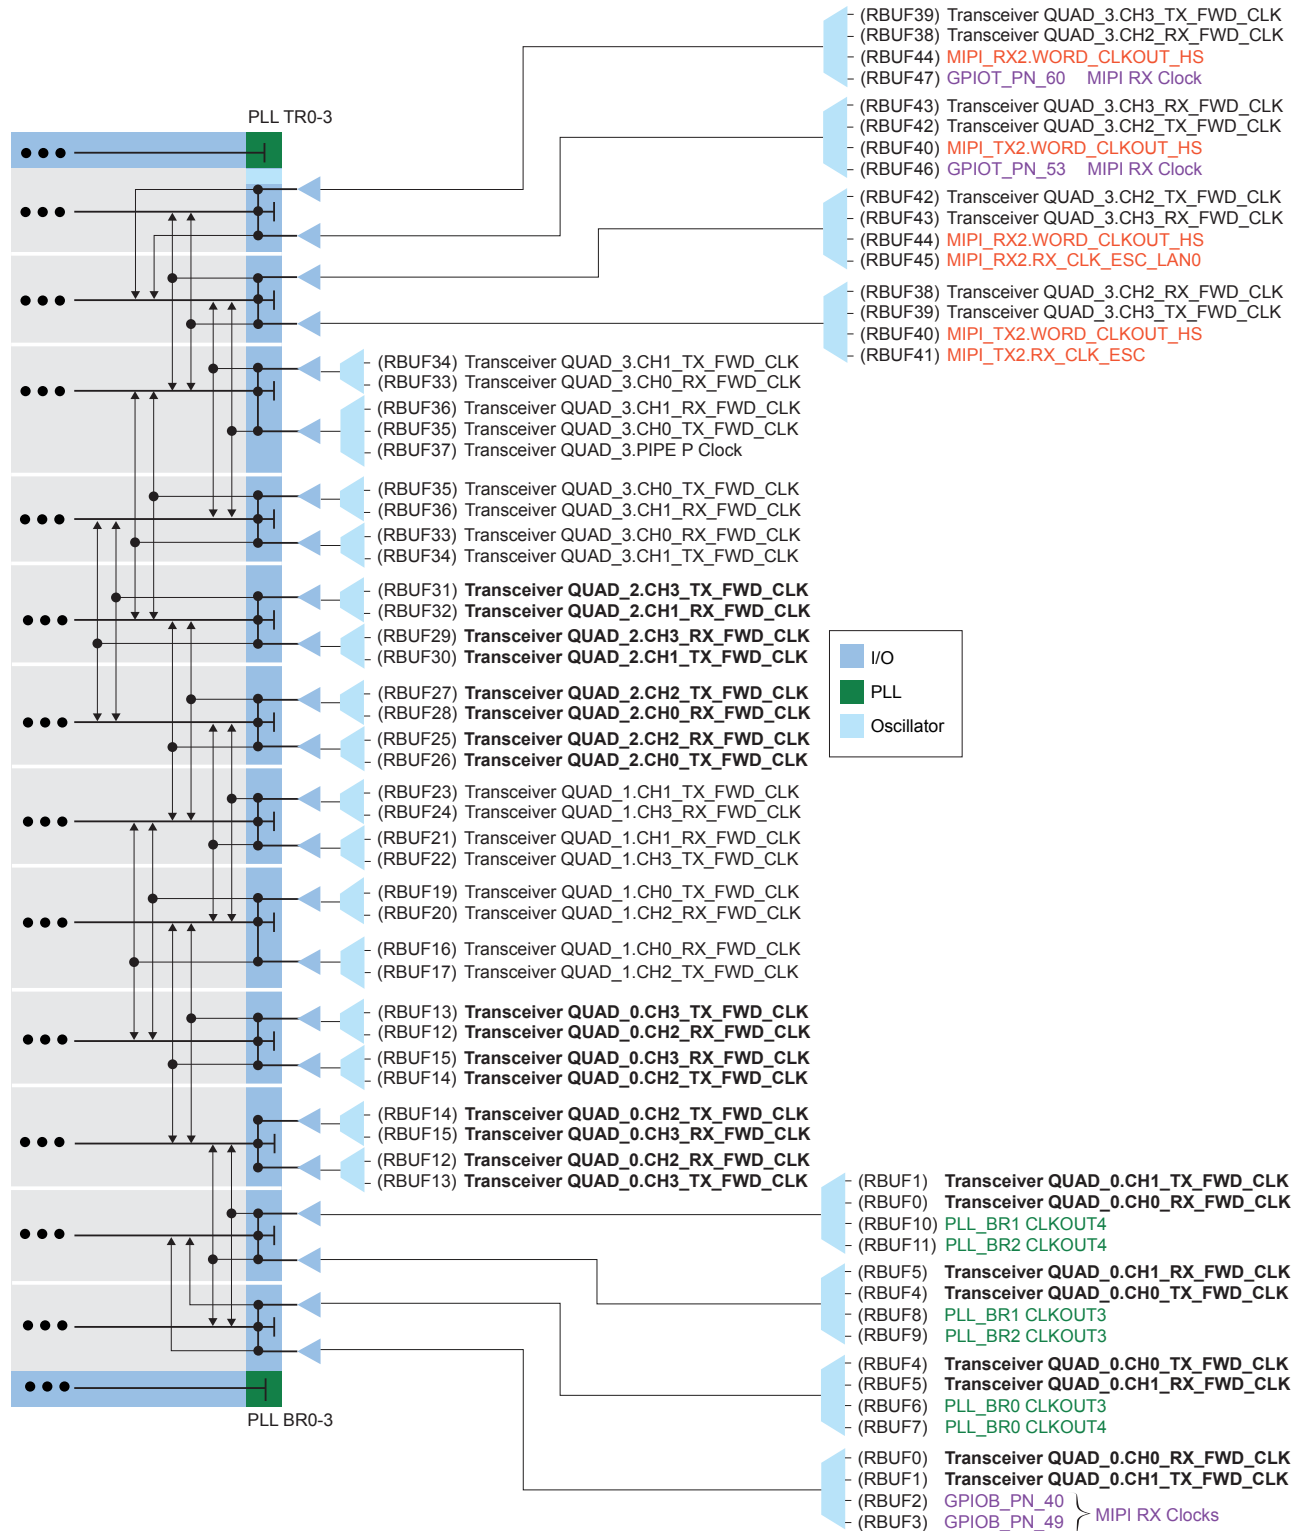 (RBUF39) Transceiver QUAD_3.CH3_TX_FWD_CLK
(RBUF38) Transceiver QUAD_3.CH2_RX_FWD_CLK
(RBUF44) MIPI_RX2.WORD_CLKOUT_HS
(RBUF47) GPIOT_PN_60 MIPI RX Clock
PLL TR0-3
(RBUF43) Transceiver QUAD_3.CH3_RX_FWD_CLK
(RBUF42) Transceiver QUAD_3.CH2_TX_FWD_CLK
(RBUF40) MIPI_TX2.WORD_CLKOUT_HS
(RBUF46) GPIOT_PN_53 MIPI RX Clock
(RBUF42) Transceiver QUAD_3.CH2_TX_FWD_CLK
(RBUF43) Transceiver QUAD_3.CH3_RX_FWD_CLK
(RBUF44) MIPI_RX2.WORD_CLKOUT_HS
(RBUF45) MIPI_RX2.RX_CLK_ESC_LAN0
(RBUF38) Transceiver QUAD_3.CH2_RX_FWD_CLK
(RBUF39) Transceiver QUAD_3.CH3_TX_FWD_CLK
(RBUF40) MIPI_TX2.WORD_CLKOUT_HS
(RBUF41) MIPI_TX2.RX_CLK_ESC
(RBUF34) Transceiver QUAD_3.CH1_TX_FWD_CLK
(RBUF33) Transceiver QUAD_3.CH0_RX_FWD_CLK
(RBUF36) Transceiver QUAD_3.CH1_RX_FWD_CLK
(RBUF35) Transceiver QUAD_3.CH0_TX_FWD_CLK
(RBUF37) Transceiver QUAD_3.PIPE P Clock
(RBUF35) Transceiver QUAD_3.CH0_TX_FWD_CLK
(RBUF36) Transceiver QUAD_3.CH1_RX_FWD_CLK
(RBUF33) Transceiver QUAD_3.CH0_RX_FWD_CLK
(RBUF34) Transceiver QUAD_3.CH1_TX_FWD_CLK
(RBUF31) Transceiver QUAD_2.CH3_TX_FWD_CLK
(RBUF32) Transceiver QUAD_2.CH1_RX_FWD_CLK
(RBUF29) Transceiver QUAD_2.CH3_RX_FWD_CLK
(RBUF30) Transceiver QUAD_2.CH1_TX_FWD_CLK
I/O
PLL
Oscillator
(RBUF27) Transceiver QUAD_2.CH2_TX_FWD_CLK
(RBUF28) Transceiver QUAD_2.CH0_RX_FWD_CLK
(RBUF25) Transceiver QUAD_2.CH2_RX_FWD_CLK
(RBUF26) Transceiver QUAD_2.CH0_TX_FWD_CLK
(RBUF23) Transceiver QUAD_1.CH1_TX_FWD_CLK
(RBUF24) Transceiver QUAD_1.CH3_RX_FWD_CLK
(RBUF21) Transceiver QUAD_1.CH1_RX_FWD_CLK
(RBUF22) Transceiver QUAD_1.CH3_TX_FWD_CLK
(RBUF19) Transceiver QUAD_1.CH0_TX_FWD_CLK
(RBUF20) Transceiver QUAD_1.CH2_RX_FWD_CLK
(RBUF16) Transceiver QUAD_1.CH0_RX_FWD_CLK
(RBUF17) Transceiver QUAD_1.CH2_TX_FWD_CLK
(RBUF13) Transceiver QUAD_0.CH3_TX_FWD_CLK
(RBUF12) Transceiver QUAD_0.CH2_RX_FWD_CLK
(RBUF15) Transceiver QUAD_0.CH3_RX_FWD_CLK
(RBUF14) Transceiver QUAD_0.CH2_TX_FWD_CLK
(RBUF14) Transceiver QUAD_0.CH2_TX_FWD_CLK
(RBUF15) Transceiver QUAD_0.CH3_RX_FWD_CLK
(RBUF12) Transceiver QUAD_0.CH2_RX_FWD_CLK
(RBUF13) Transceiver QUAD_0.CH3_TX_FWD_CLK
(RBUF1) Transceiver QUAD_0.CH1_TX_FWD_CLK
(RBUF0) Transceiver QUAD_0.CH0_RX_FWD_CLK
(RBUF10) PLL_BR1 CLKOUT4
(RBUF11) PLL_BR2 CLKOUT4
(RBUF5) Transceiver QUAD_0.CH1_RX_FWD_CLK
(RBUF4) Transceiver QUAD_0.CH0_TX_FWD_CLK
(RBUF8) PLL_BR1 CLKOUT3
(RBUF9) PLL_BR2 CLKOUT3
(RBUF4) Transceiver QUAD_0.CH0_TX_FWD_CLK
(RBUF5) Transceiver QUAD_0.CH1_RX_FWD_CLK
(RBUF6) PLL_BR0 CLKOUT3
(RBUF7) PLL_BR0 CLKOUT4
PLL BR0-3
(RBUF0) Transceiver QUAD_0.CH0_RX_FWD_CLK
(RBUF1) Transceiver QUAD_0.CH1_TX_FWD_CLK
(RBUF2) GPIOB_PN_40
(RBUF3) GPIOB_PN_49
MIPI RX Clocks